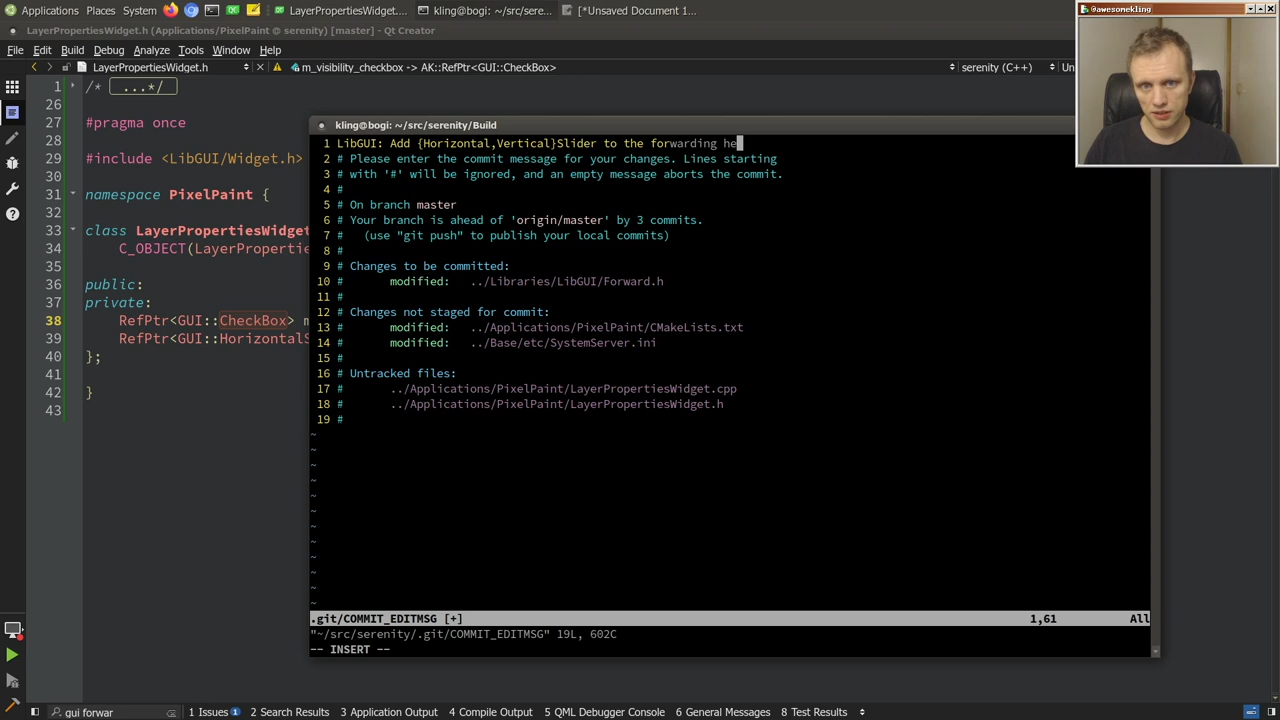 Applications Places System LayerPropertiesWidget.… kling@bogi: ~/src/sere… [*Unsaved Document 1…
@awesomekling
LayerPropertiesWidget.h (Applications/PixelPaint @ serenity) [master] - Qt Creator
File Edit Build Debug Analyze Tools Window Help
LayerPropertiesWidget.h m_visibility_checkbox -> AK::RefPtr<GUI::CheckBox> serenity (C++) Un
1 /* ...*/
26
27 #pragma once
28
29 #include <LibGUI/Widget.h>
30
31 namespace PixelPaint {
32
33 class LayerPropertiesWidget
34 C_OBJECT(LayerPropertie
35
36 public:
37 private:
38 RefPtr<GUI::CheckBox> m
39 RefPtr<GUI::HorizontalS
40 };
41
42 }
43
kling@bogi: ~/src/serenity/Build
1 LibGUI: Add {Horizontal,Vertical}Slider to the forwarding he
2 # Please enter the commit message for your changes. Lines starting
3 # with '#' will be ignored, and an empty message aborts the commit.
4 #
5 # On branch master
6 # Your branch is ahead of 'origin/master' by 3 commits.
7 # (use "git push" to publish your local commits)
8 #
9 # Changes to be committed:
10 # modified: ../Libraries/LibGUI/Forward.h
11 #
12 # Changes not staged for commit:
13 # modified: ../Applications/PixelPaint/CMakeLists.txt
14 # modified: ../Base/etc/SystemServer.ini
15 #
16 # Untracked files:
17 # ../Applications/PixelPaint/LayerPropertiesWidget.cpp
18 # ../Applications/PixelPaint/LayerPropertiesWidget.h
19 #
~
~
~
~
~
~
~
~
~
~
~
~
.git/COMMIT_EDITMSG [+] 1,61 All
"~/src/serenity/.git/COMMIT_EDITMSG" 19L, 602C
-- INSERT --
gui forwar 1 Issues 1 2 Search Results 3 Application Output 4 Compile Output 5 QML Debugger Console 6 General Messages 8 Test Results